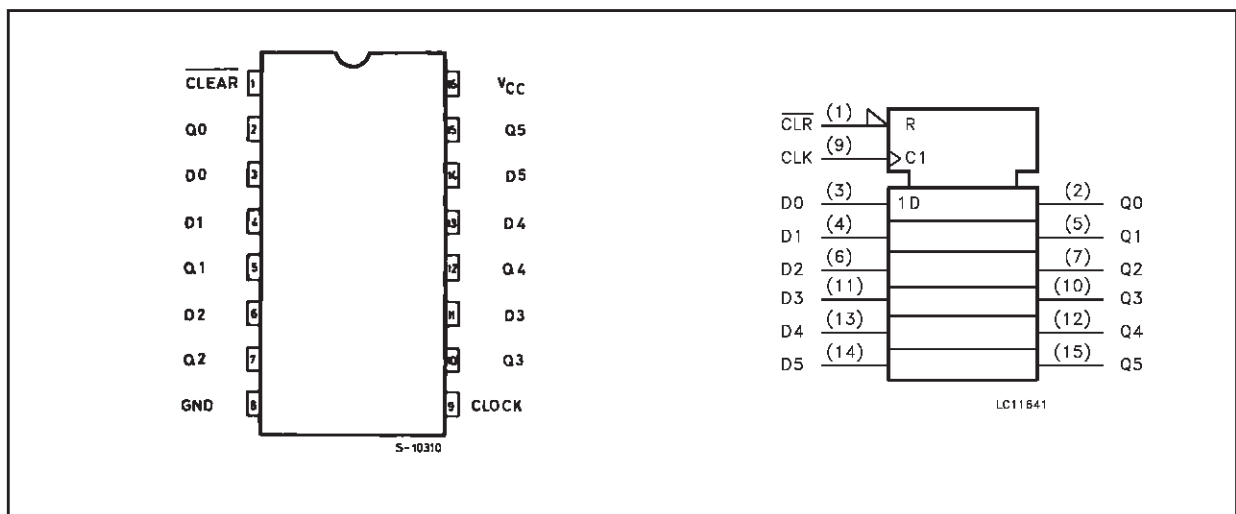 CLEAR 1 16 VCC
Q0 2 15 Q5
D0 3 14 D5
D1 4 13 D4
Q1 5 12 Q4
D2 6 11 D3
Q2 7 10 Q3
GND 8 9 CLOCK
S-10310
CLR (1) R
CLK (9) C1
D0 (3) 1D (2) Q0
D1 (4) (5) Q1
D2 (6) (7) Q2
D3 (11) (10) Q3
D4 (13) (12) Q4
D5 (14) (15) Q5
LC11641